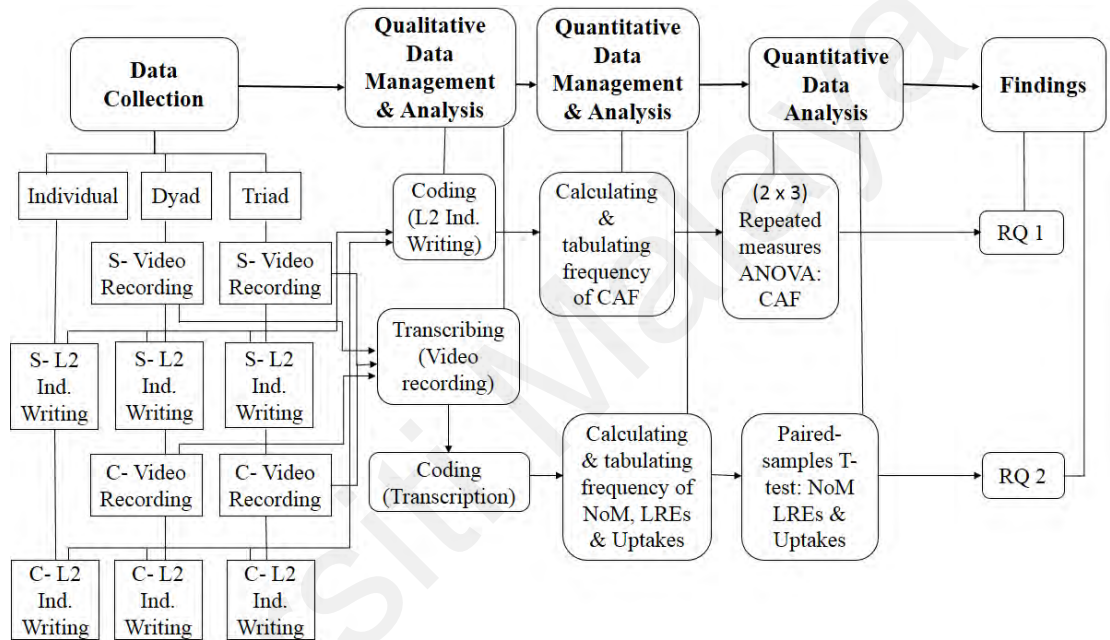 Data
Collection
Qualitative
Data
Management
& Analysis
Quantitative
Data
Management
& Analysis
Quantitative
Data
Analysis
Findings
Individual
Dyad
Triad
S- Video
Recording
S- Video
Recording
S- L2
Ind.
Writing
S- L2
Ind.
Writing
S- L2
Ind.
Writing
C- Video
Recording
C- Video
Recording
C- L2
Ind.
Writing
C- L2
Ind.
Writing
C- L2
Ind.
Writing
Coding
(L2 Ind.
Writing)
Transcribing
(Video
recording)
Coding
(Transcription)
Calculating
&
tabulating
frequency
of CAF
Calculating
& tabulating
frequency of
NoM, LREs
& Uptakes
(2 x 3)
Repeated
measures
ANOVA:
CAF
Paired-
samples T-
test: NoM
LREs &
Uptakes
RQ 1
RQ 2
rsiti Malaya